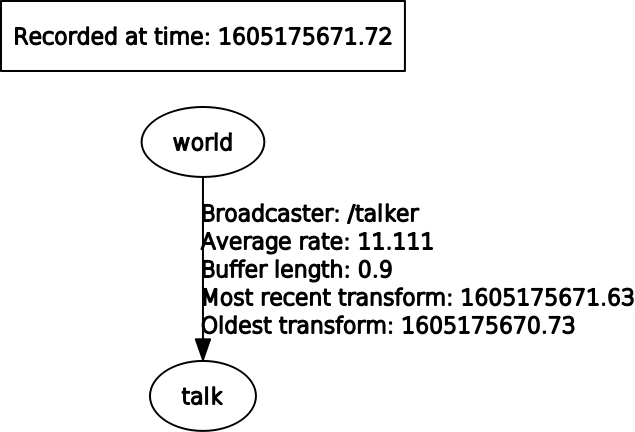 Recorded at time: 1605175671.72
world
Broadcaster: /talker
Average rate: 11.111
Buffer length: 0.9
Most recent transform: 1605175671.63
Oldest transform: 1605175670.73
talk